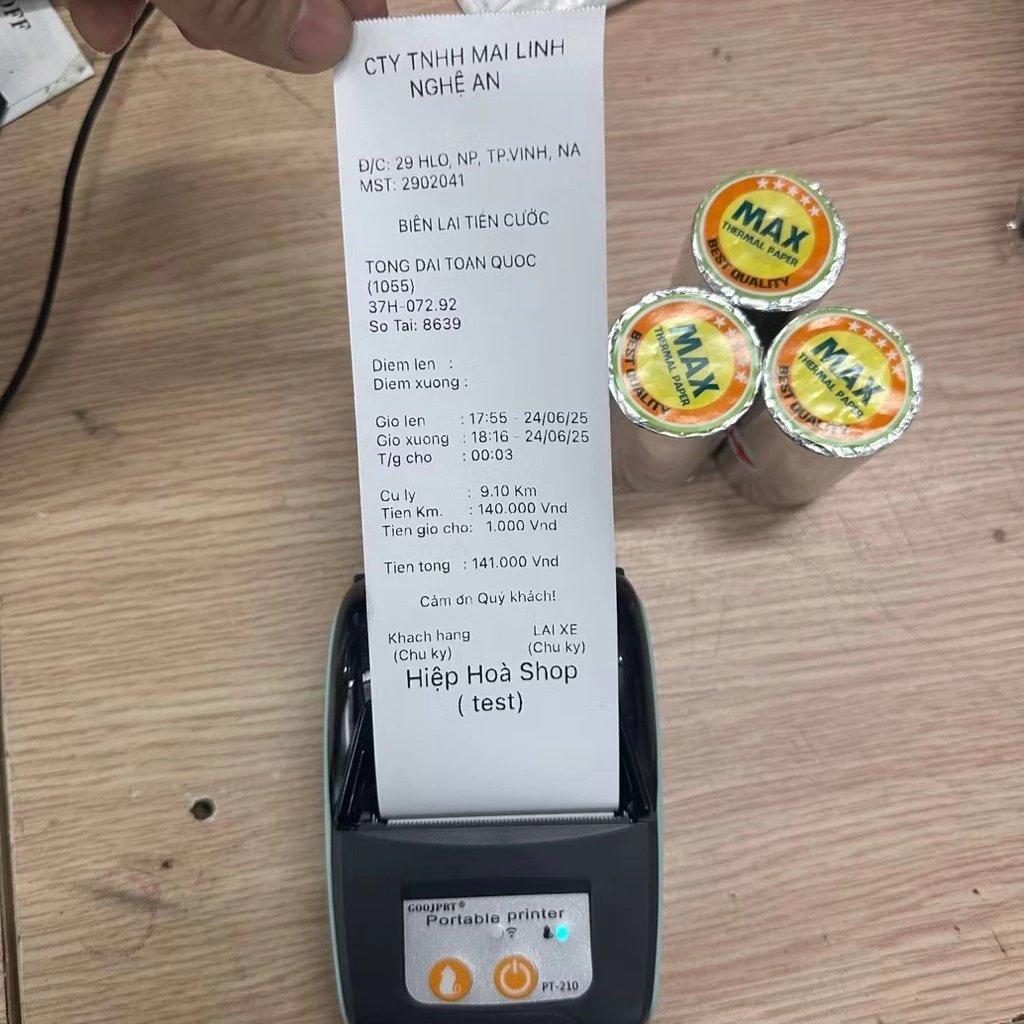 CTY TNHH MAI LINH
NGHỆ AN
Đ/C: 29 HLO, NP, TP.VINH, NA
MST: 2902041
BIÊN LAI TIỀN CƯỚC
TONG DAI TOAN QUOC
(1055)
37H-072.92
So Tai: 8639
Diem len :
Diem xuong :
Gio len : 17:55 - 24/06/25
Gio xuong : 18:16 - 24/06/25
T/g cho : 00:03
Cu ly : 9.10 Km
Tien Km. : 140.000 Vnd
Tien gio cho: 1.000 Vnd
Tien tong : 141.000 Vnd
Cảm ơn Quý khách!
Khach hang LAI XE
(Chu ky) (Chu ky)
Hiệp Hoà Shop
( test)
MAX
THERMAL PAPER
BEST QUALITY
MAX
THERMAL PAPER
BEST QUALITY
MAX
THERMAL PAPER
BEST QUALITY
GOOJPRT®
Portable printer
PT-210